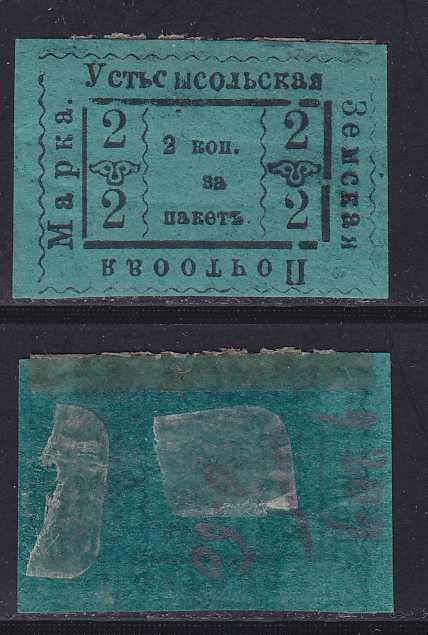 Устьсысольская
Земская
Почтовая
Марка.
2 2
2 коп.
за
пакетъ
2 2